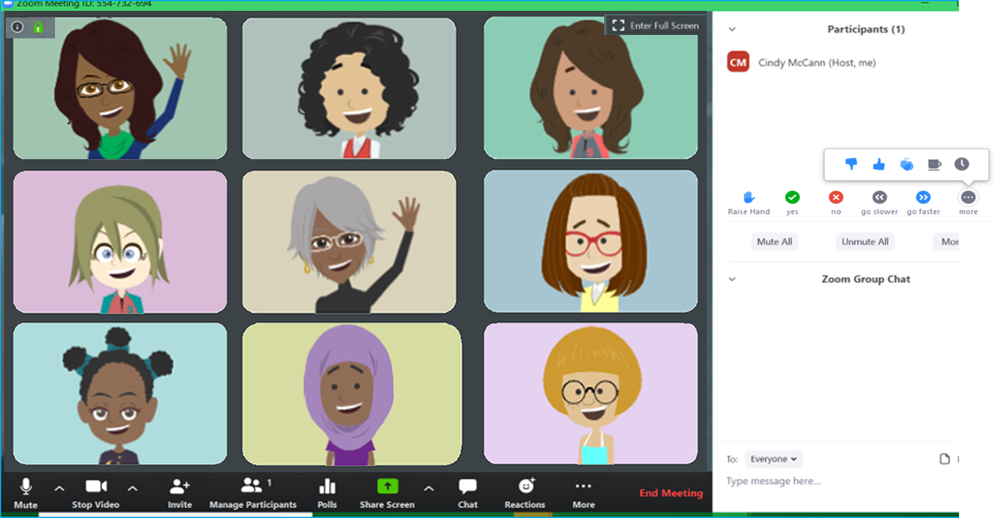 Zoom Meeting ID: 554-732-694
Enter Full Screen
Participants (1)
CM Cindy McCann (Host, me)
Raise Hand yes no go slower go faster more
Mute All Unmute All
Zoom Group Chat
To: Everyone
Type message here...
1
Mute Stop Video Invite Manage Participants Polls Share Screen Chat Reactions More End Meeting